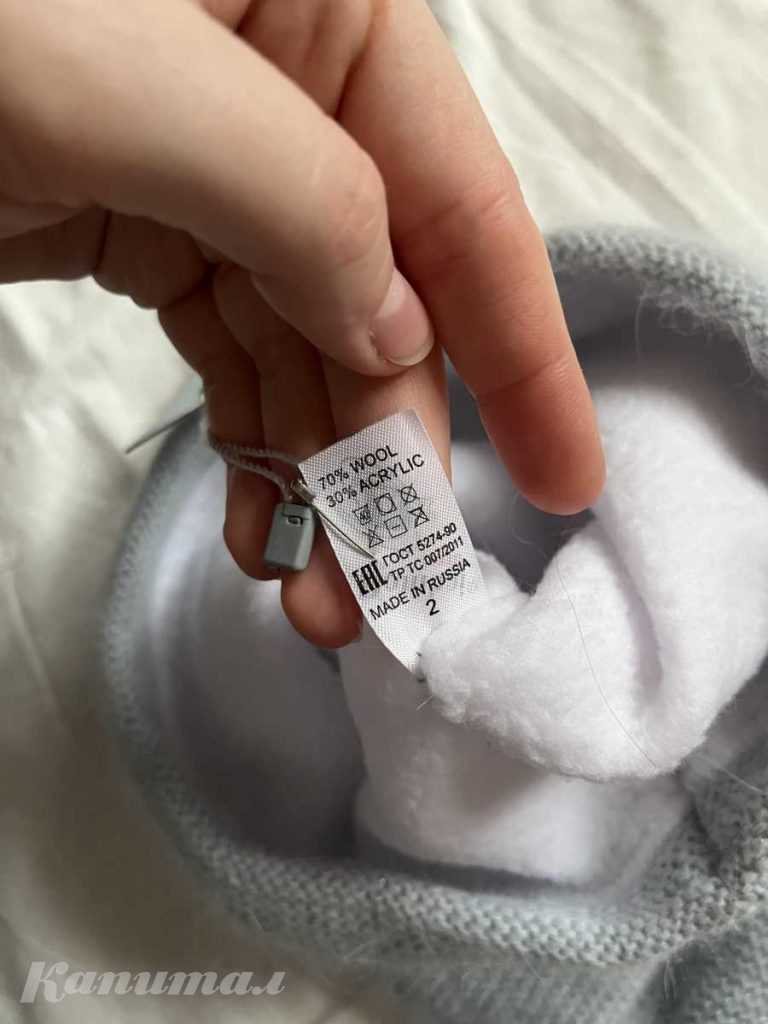 70% WOOL
30% ACRYLIC
EAC ГОСТ 5274-90
ТР ТС 007/2011
MADE IN RUSSIA
2
Капитал